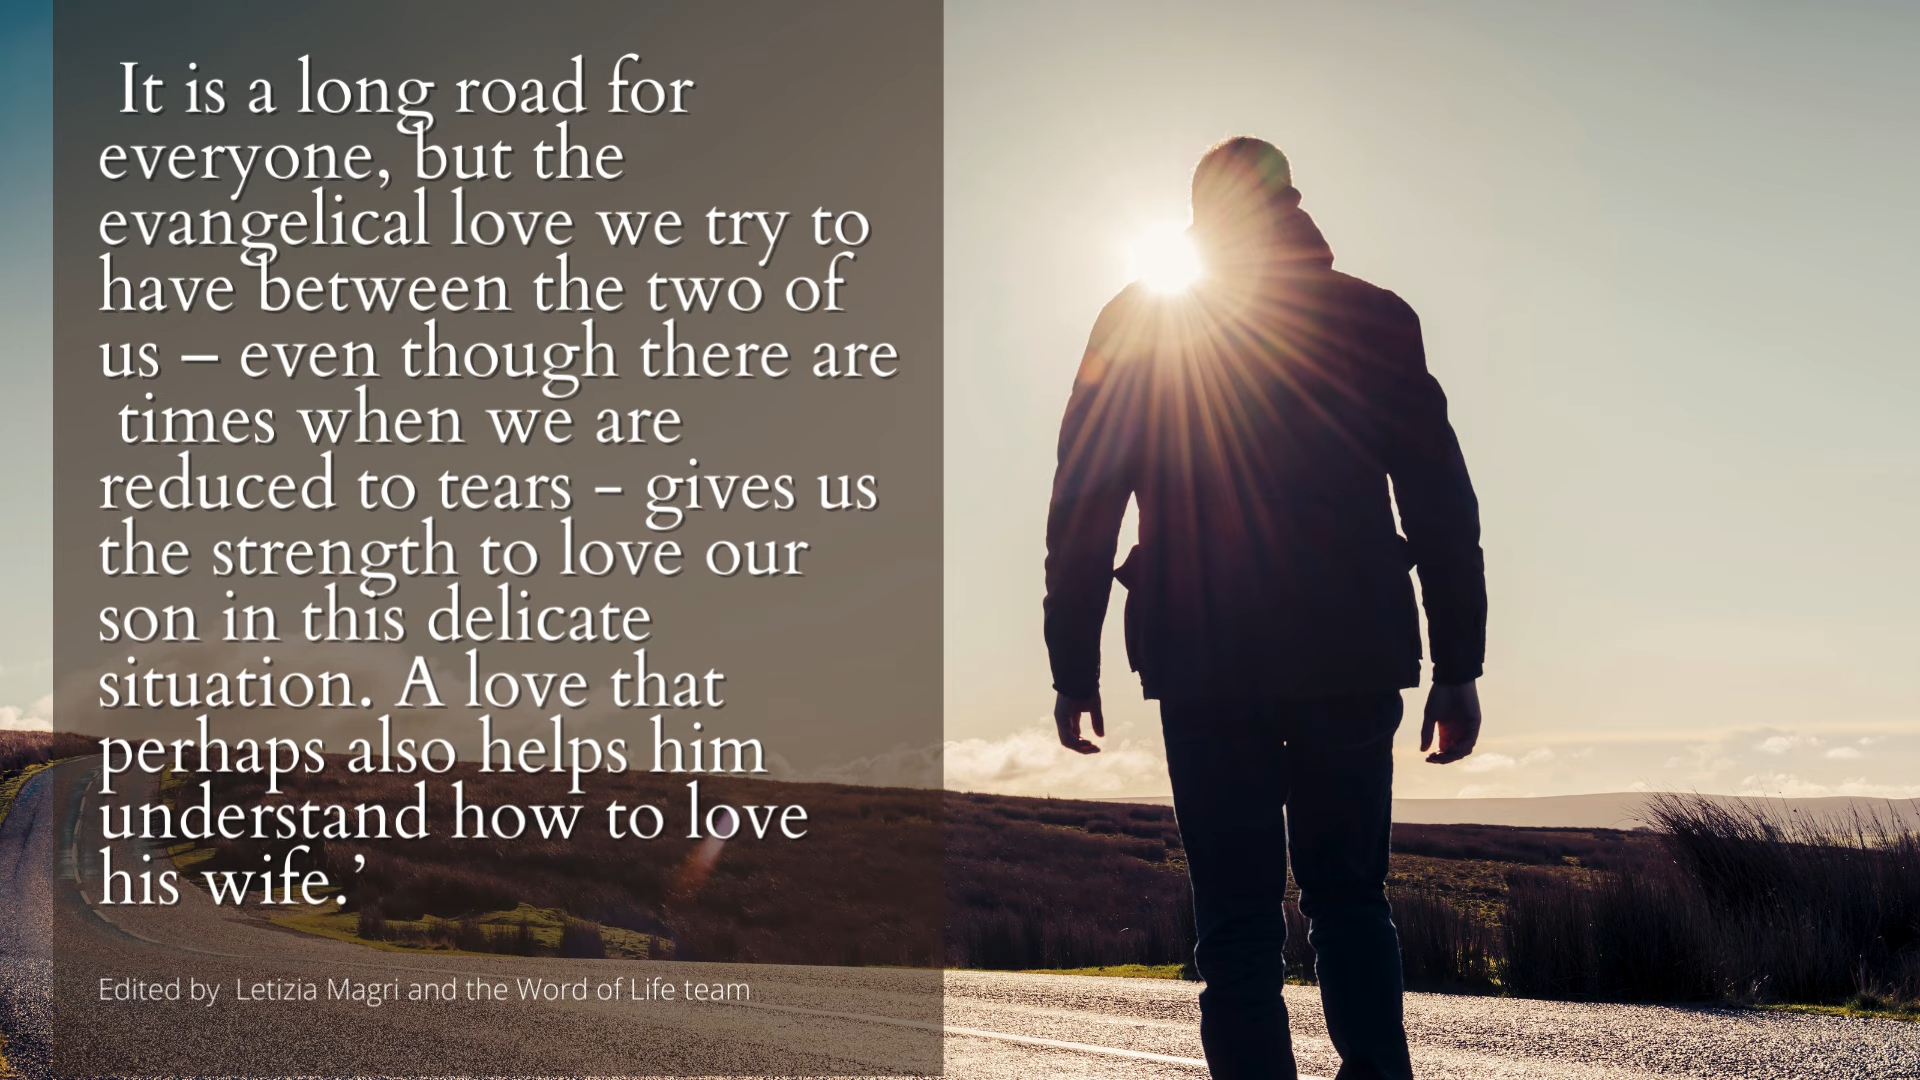 It is a long road for
everyone, but the
evangelical love we try to
have between the two of
us – even though there are
times when we are
reduced to tears - gives us
the strength to love our
son in this delicate
situation. A love that
perhaps also helps him
understand how to love
his wife.’
Edited by Letizia Magri and the Word of Life team